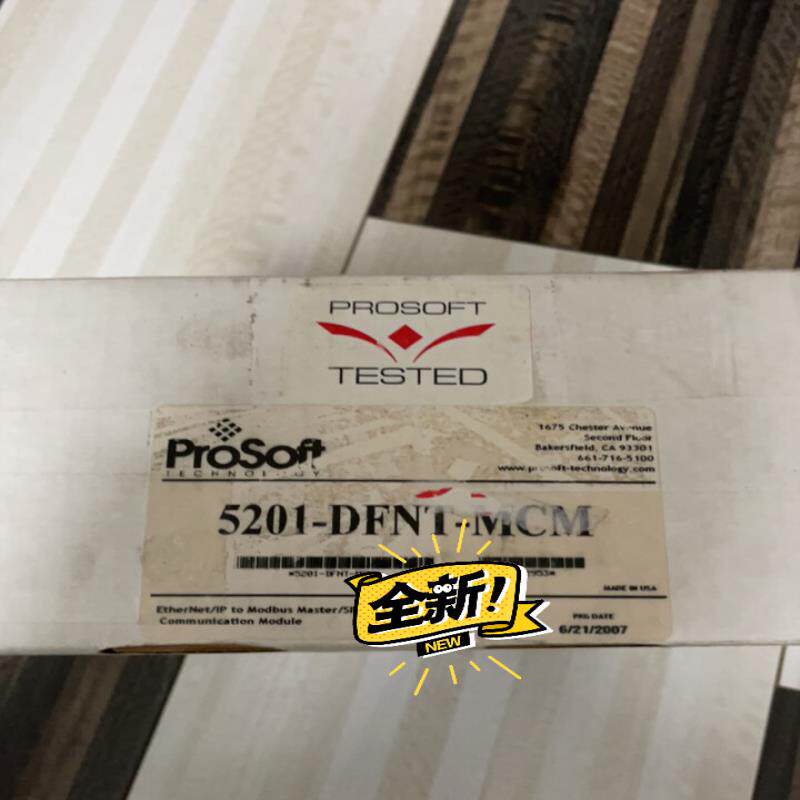 PROSOFT
TESTED
ProSoft
TECHNOLOGY
1675 Chester Avenue
Second Floor
Bakersfield, CA 93301
661-716-5100
www.prosoft-technology.com
5201-DFNT-MCM
MADE IN USA
EtherNet/IP to Modbus Master/
Communication Module
DATE
6/21/2007
全新!
NEW